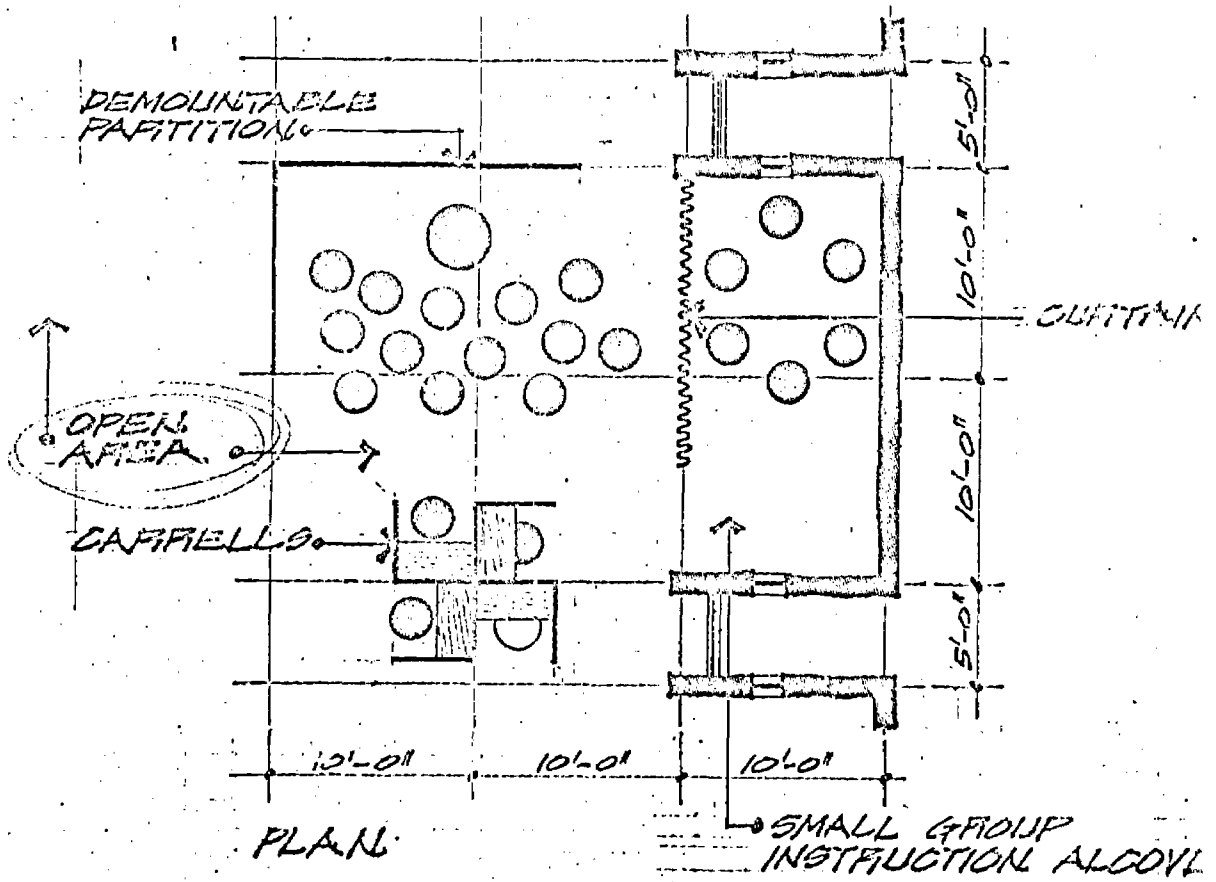 DEMOUNTABLE
PARTITION
5'-0"
10'-0"
CURTAIN
OPEN
AREA
10'-0"
CARRELLS
5'-0"
10'-0"
10'-0"
10'-0"
PLAN
SMALL GROUP
INSTRUCTION ALCOVE